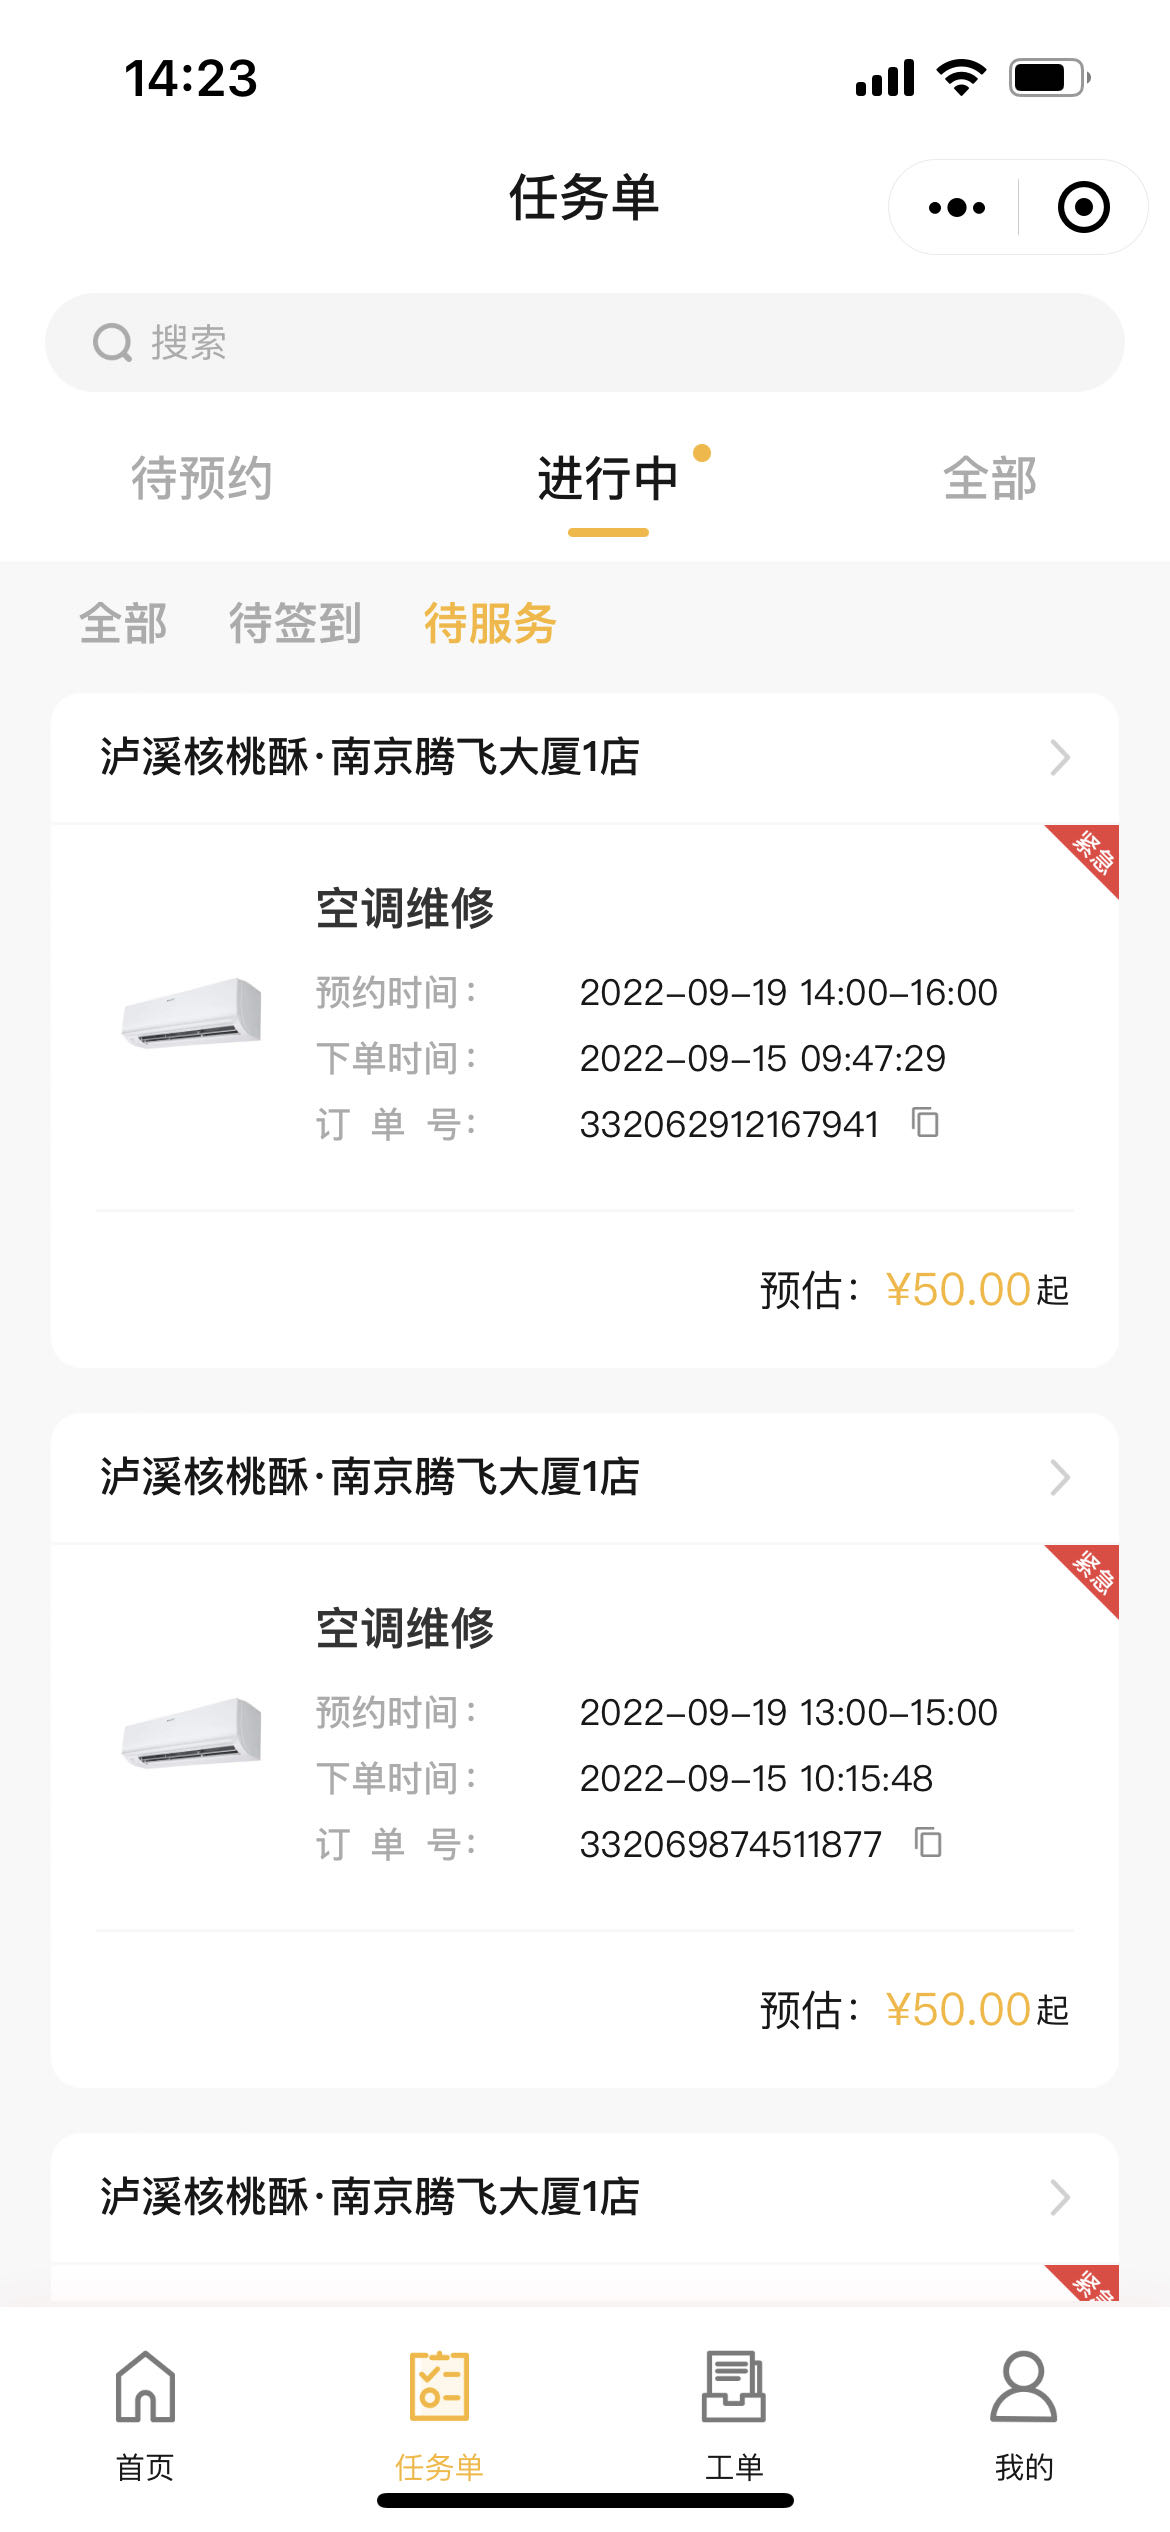 14:23
任务单
搜索
待预约 进行中 全部
全部 待签到 待服务
泸溪核桃酥·南京腾飞大厦1店
紧急
空调维修
预约时间： 2022-09-19 14:00-16:00
下单时间： 2022-09-15 09:47:29
订 单 号： 332062912167941
预估： ¥50.00起
泸溪核桃酥·南京腾飞大厦1店
紧急
空调维修
预约时间： 2022-09-19 13:00-15:00
下单时间： 2022-09-15 10:15:48
订 单 号： 332069874511877
预估： ¥50.00起
泸溪核桃酥·南京腾飞大厦1店
紧急
首页 任务单 工单 我的